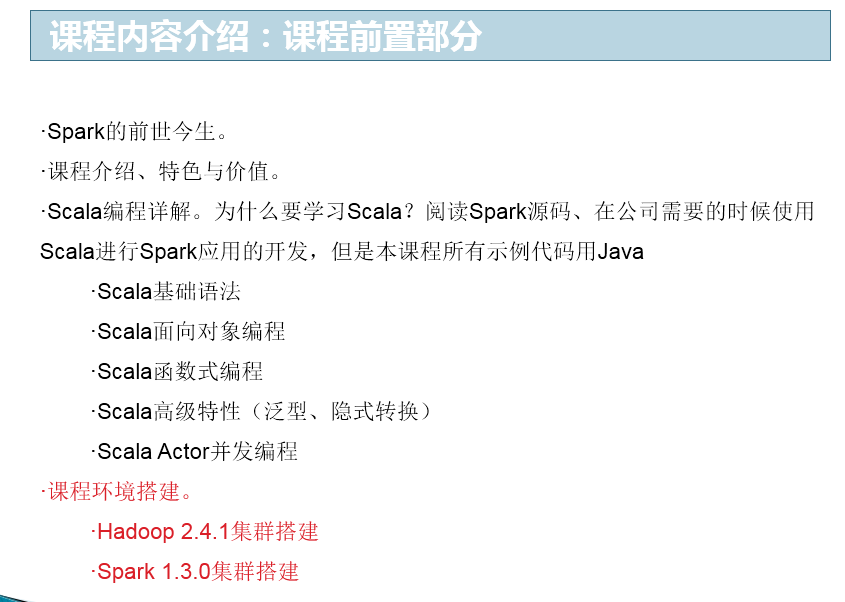 课程内容介绍：课程前置部分
·Spark的前世今生。
·课程介绍、特色与价值。
·Scala编程详解。为什么要学习Scala？阅读Spark源码、在公司需要的时候使用
Scala进行Spark应用的开发，但是本课程所有示例代码用Java
·Scala基础语法
·Scala面向对象编程
·Scala函数式编程
·Scala高级特性（泛型、隐式转换）
·Scala Actor并发编程
·课程环境搭建。
·Hadoop 2.4.1集群搭建
·Spark 1.3.0集群搭建